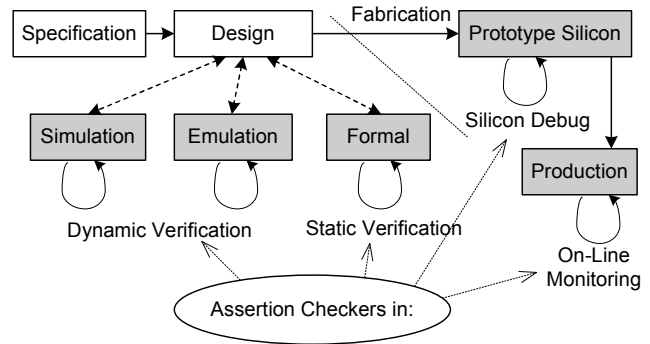 Fabrication
Specification
Design
Prototype Silicon
Simulation
Emulation
Formal
Silicon Debug
Production
Dynamic Verification
Static Verification
On-Line
Monitoring
Assertion Checkers in: